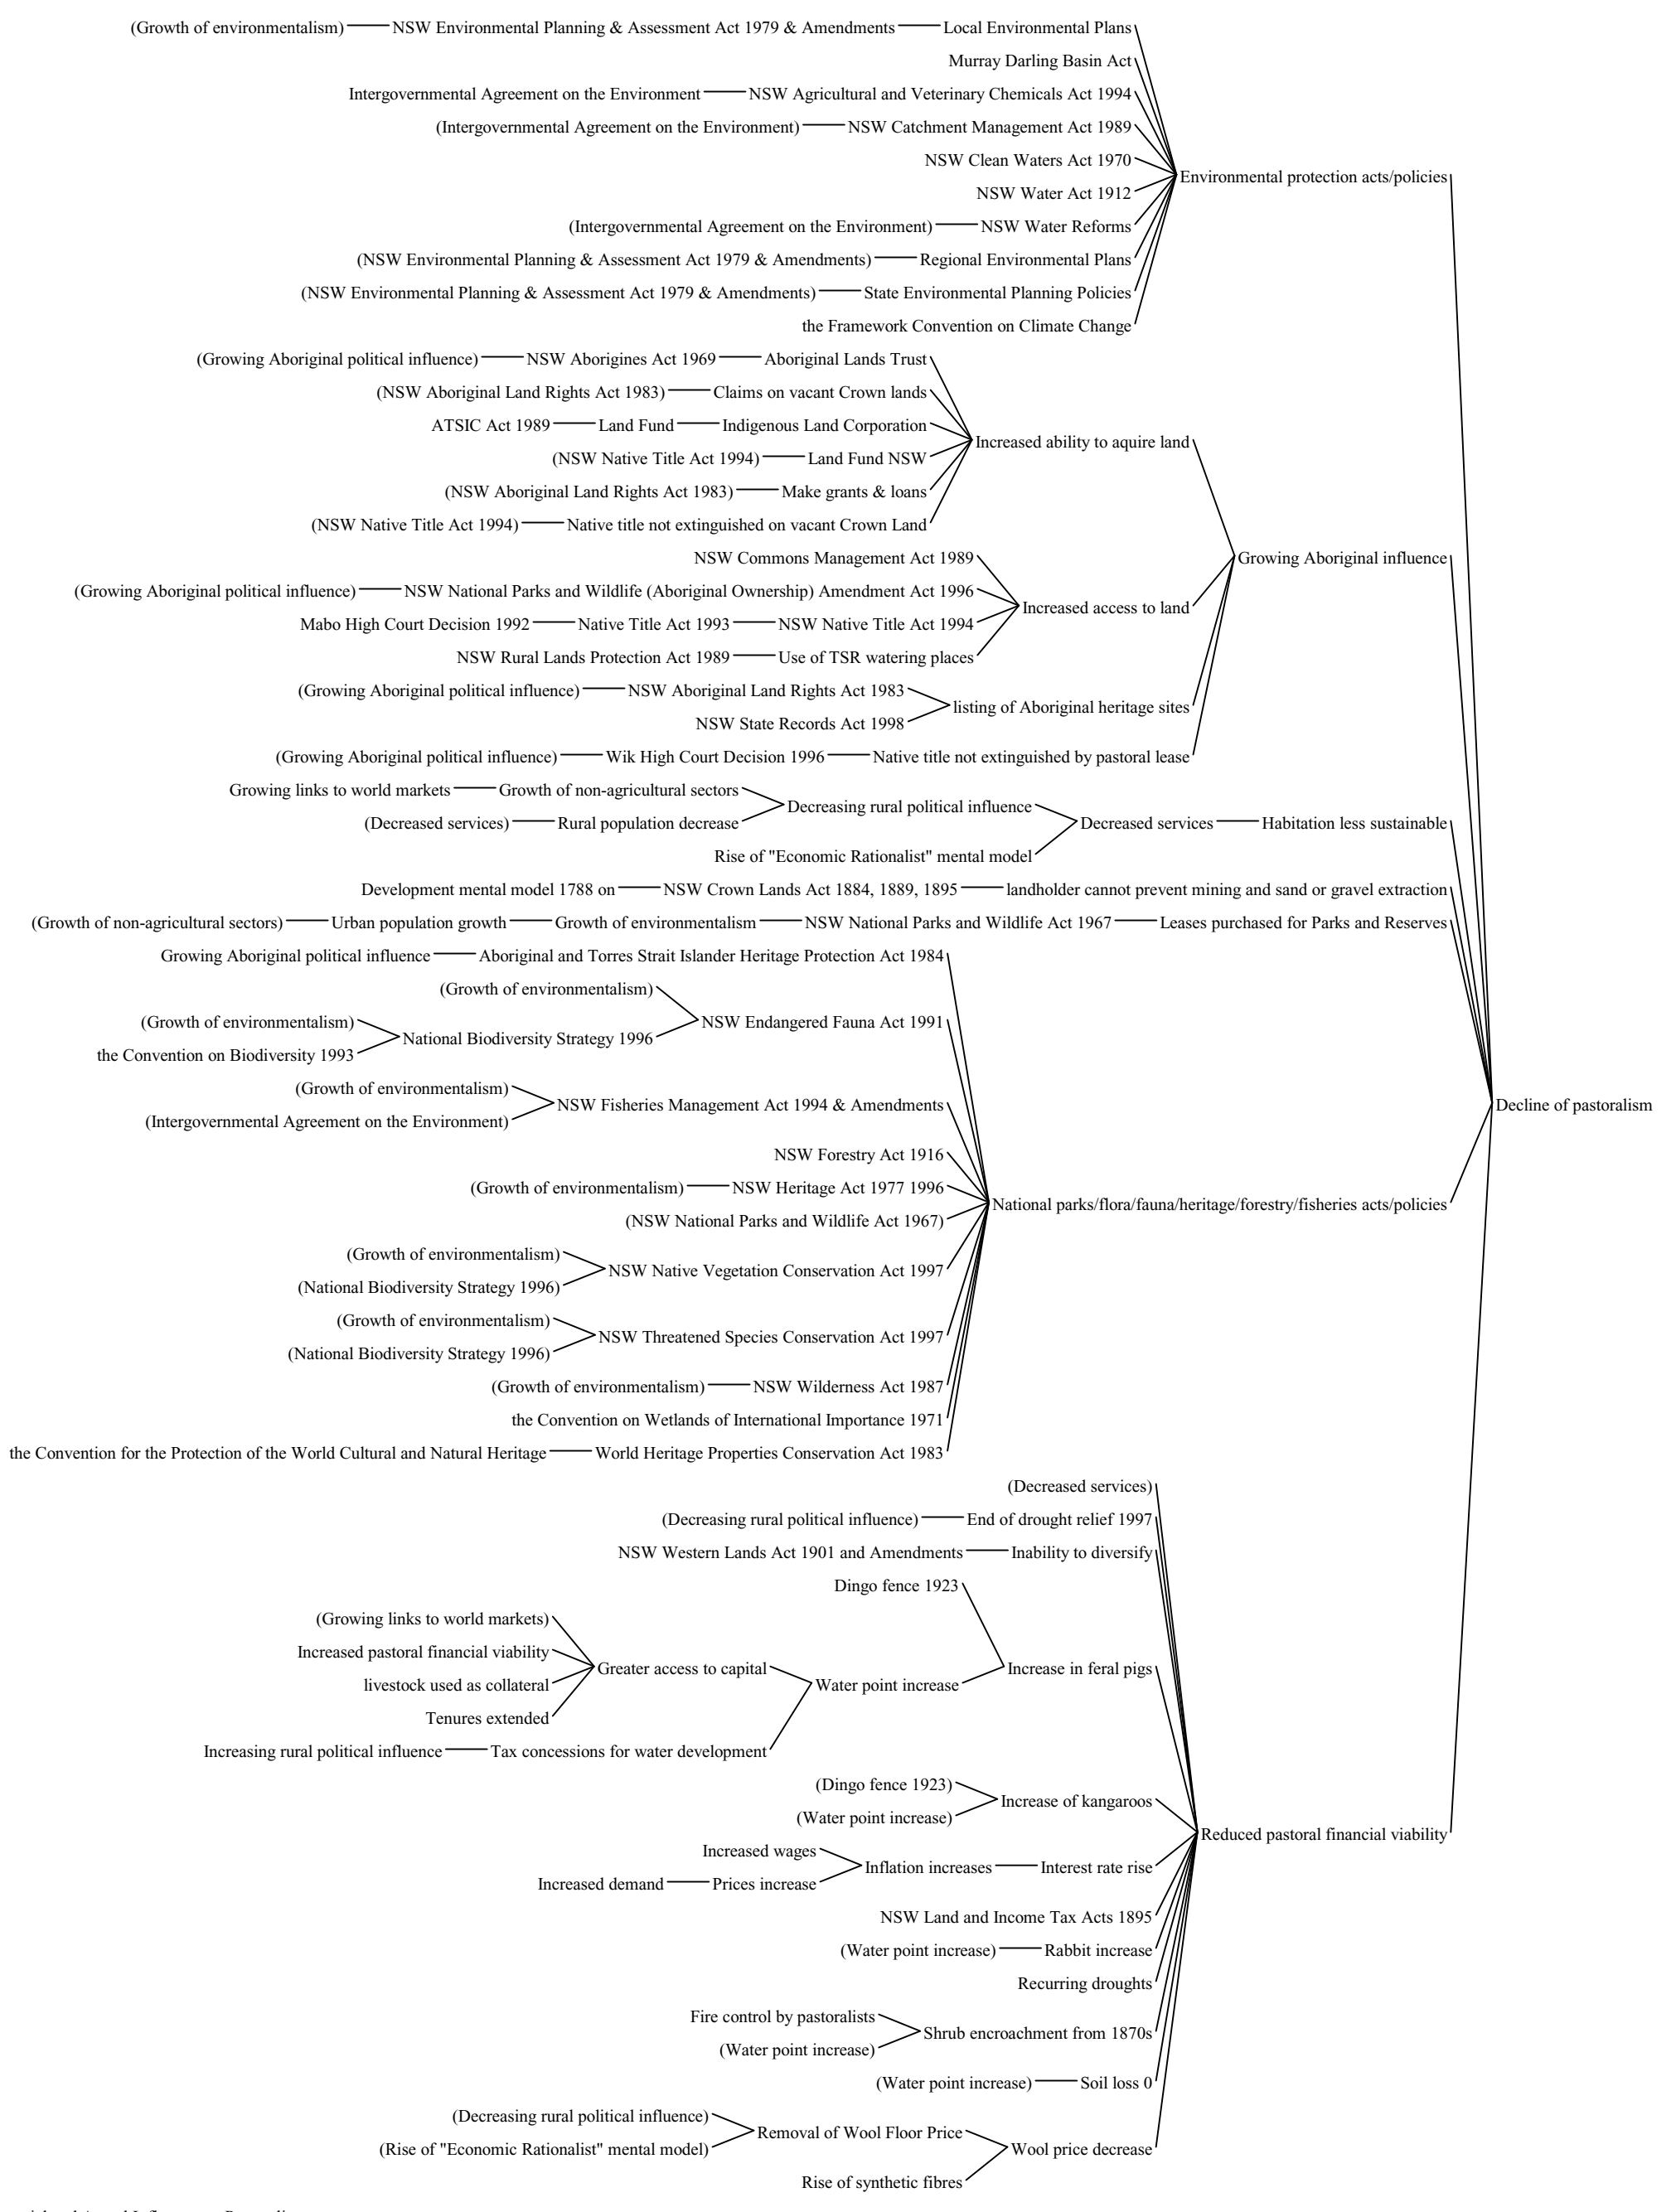 (Growth of environmentalism) NSW Environmental Planning & Assessment Act 1979 & Amendments Local Environmental Plans
Murray Darling Basin Act
Intergovernmental Agreement on the Environment NSW Agricultural and Veterinary Chemicals Act 1994
(Intergovernmental Agreement on the Environment) NSW Catchment Management Act 1989
NSW Clean Waters Act 1970
Environmental protection acts/policies
NSW Water Act 1912
(Intergovernmental Agreement on the Environment) NSW Water Reforms
(NSW Environmental Planning & Assessment Act 1979 & Amendments) Regional Environmental Plans
(NSW Environmental Planning & Assessment Act 1979 & Amendments) State Environmental Planning Policies
the Framework Convention on Climate Change
(Growing Aboriginal political influence) NSW Aborigines Act 1969 Aboriginal Lands Trust
(NSW Aboriginal Land Rights Act 1983) Claims on vacant Crown lands
ATSIC Act 1989 Land Fund Indigenous Land Corporation
Increased ability to aquire land
(NSW Native Title Act 1994) Land Fund NSW
(NSW Aboriginal Land Rights Act 1983) Make grants & loans
(NSW Native Title Act 1994) Native title not extinguished on vacant Crown Land
NSW Commons Management Act 1989 Growing Aboriginal influence
(Growing Aboriginal political influence) NSW National Parks and Wildlife (Aboriginal Ownership) Amendment Act 1996
Increased access to land
Mabo High Court Decision 1992 Native Title Act 1993 NSW Native Title Act 1994
NSW Rural Lands Protection Act 1989 Use of TSR watering places
(Growing Aboriginal political influence) NSW Aboriginal Land Rights Act 1983
listing of Aboriginal heritage sites
NSW State Records Act 1998
(Growing Aboriginal political influence) Wik High Court Decision 1996 Native title not extinguished by pastoral lease
Growing links to world markets Growth of non-agricultural sectors
Decreasing rural political influence
(Decreased services) Rural population decrease Decreased services Habitation less sustainable
Rise of "Economic Rationalist" mental model
Development mental model 1788 on NSW Crown Lands Act 1884, 1889, 1895 landholder cannot prevent mining and sand or gravel extraction
(Growth of non-agricultural sectors) Urban population growth Growth of environmentalism NSW National Parks and Wildlife Act 1967 Leases purchased for Parks and Reserves
Growing Aboriginal political influence Aboriginal and Torres Strait Islander Heritage Protection Act 1984
(Growth of environmentalism)
(Growth of environmentalism) NSW Endangered Fauna Act 1991
National Biodiversity Strategy 1996
the Convention on Biodiversity 1993
(Growth of environmentalism)
NSW Fisheries Management Act 1994 & Amendments Decline of pastoralism
(Intergovernmental Agreement on the Environment)
NSW Forestry Act 1916
(Growth of environmentalism) NSW Heritage Act 1977 1996
National parks/flora/fauna/heritage/forestry/fisheries acts/policies
(NSW National Parks and Wildlife Act 1967)
(Growth of environmentalism)
NSW Native Vegetation Conservation Act 1997
(National Biodiversity Strategy 1996)
(Growth of environmentalism)
NSW Threatened Species Conservation Act 1997
(National Biodiversity Strategy 1996)
(Growth of environmentalism) NSW Wilderness Act 1987
the Convention on Wetlands of International Importance 1971
the Convention for the Protection of the World Cultural and Natural Heritage World Heritage Properties Conservation Act 1983
(Decreased services)
(Decreasing rural political influence) End of drought relief 1997
NSW Western Lands Act 1901 and Amendments Inability to diversify
Dingo fence 1923
(Growing links to world markets)
Increased pastoral financial viability
Greater access to capital Increase in feral pigs
livestock used as collateral Water point increase
Tenures extended
Increasing rural political influence Tax concessions for water development
(Dingo fence 1923)
Increase of kangaroos
(Water point increase)
Reduced pastoral financial viability
Increased wages
Inflation increases Interest rate rise
Increased demand Prices increase
NSW Land and Income Tax Acts 1895
(Water point increase) Rabbit increase
Recurring droughts
Fire control by pastoralists
Shrub encroachment from 1870s
(Water point increase)
(Water point increase) Soil loss 0
(Decreasing rural political influence)
Removal of Wool Floor Price
(Rise of "Economic Rationalist" mental model) Wool price decrease
Rise of synthetic fibres